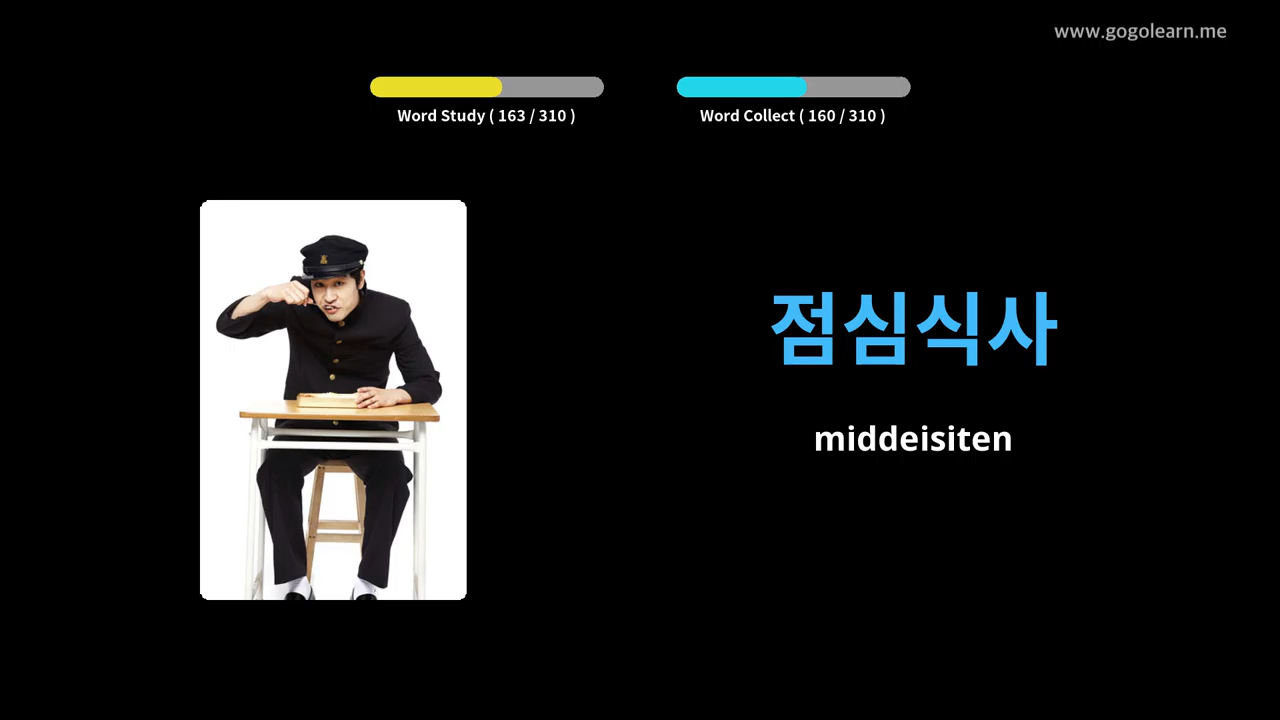 www.gogolearn.me
Word Study ( 163 / 310 )
Word Collect ( 160 / 310 )
점심식사
middeisiten